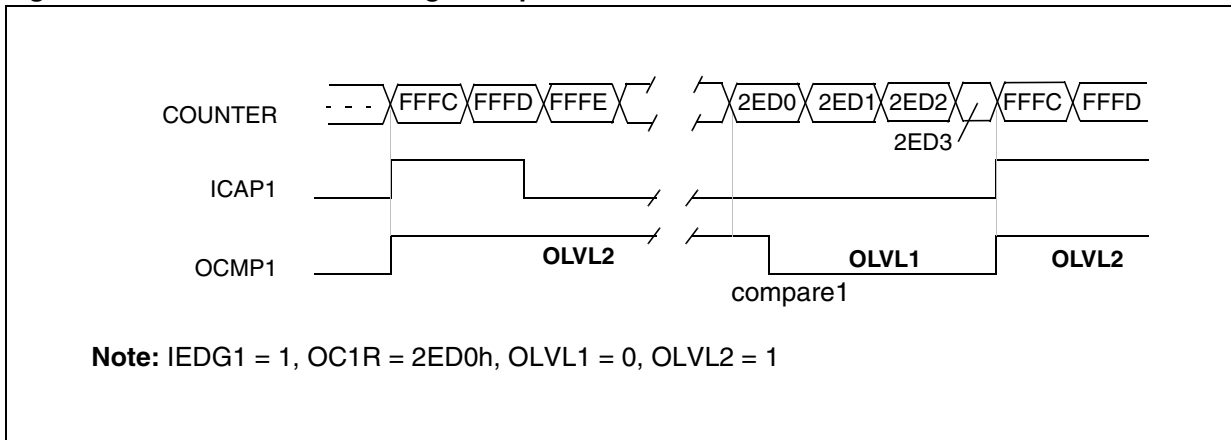 COUNTER - - - FFFC FFFD FFFE 2ED0 2ED1 2ED2 FFFC FFFD
2ED3
ICAP1
OCMP1 OLVL2 OLVL1 OLVL2
compare1
Note: IEDG1 = 1, OC1R = 2ED0h, OLVL1 = 0, OLVL2 = 1